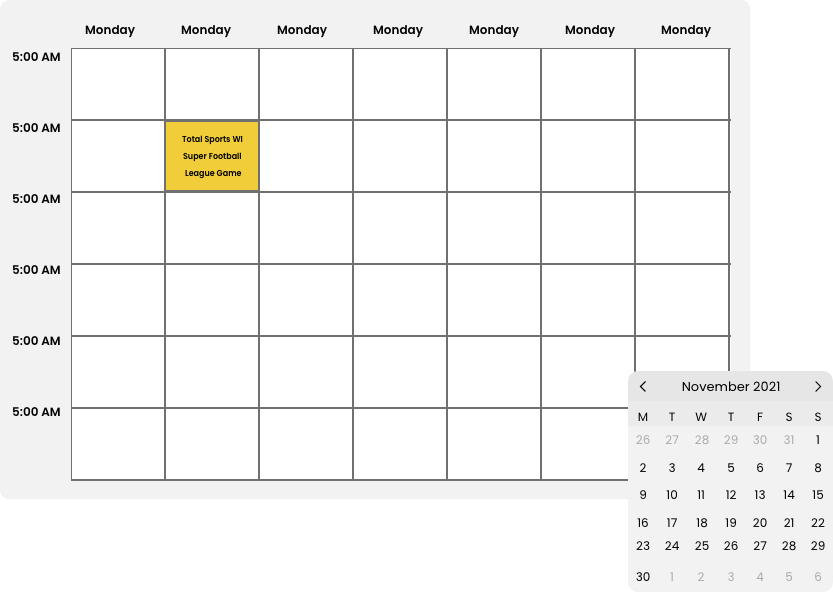 Monday Monday Monday Monday Monday Monday Monday
5:00 AM
5:00 AM
Total Sports WI
Super Football
League Game
5:00 AM
5:00 AM
5:00 AM
5:00 AM
November 2021
M T W T F S S
26 27 28 29 30 31 1
2 3 4 5 6 7 8
9 10 11 12 13 14 15
16 17 18 19 20 21 22
23 24 25 26 27 28 29
30 1 2 3 4 5 6